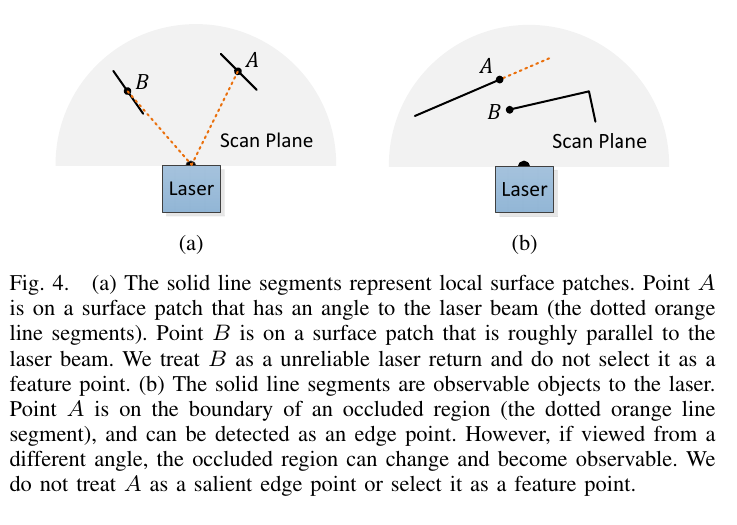 A
B
Scan Plane
Laser
(a)
A
B
Scan Plane
Laser
(b)
Fig. 4. (a) The solid line segments represent local surface patches. Point A
is on a surface patch that has an angle to the laser beam (the dotted orange
line segments). Point B is on a surface patch that is roughly parallel to the
laser beam. We treat B as a unreliable laser return and do not select it as a
feature point. (b) The solid line segments are observable objects to the laser.
Point A is on the boundary of an occluded region (the dotted orange line
segment), and can be detected as an edge point. However, if viewed from a
different angle, the occluded region can change and become observable. We
do not treat A as a salient edge point or select it as a feature point.